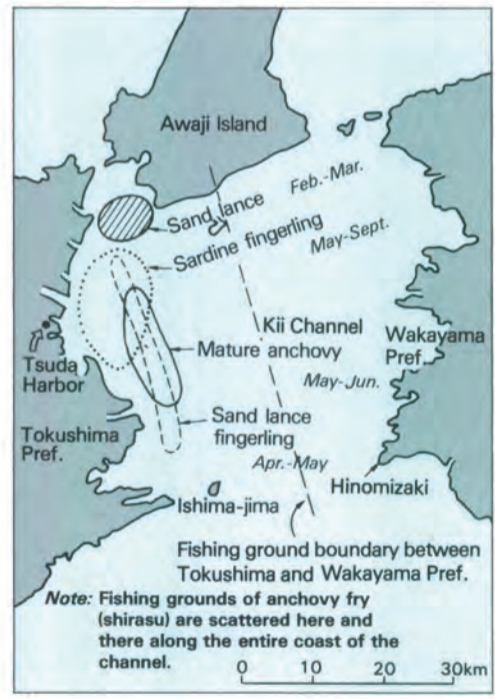 Awaji Island
Feb.-Mar.
Sand lance
Sardine fingerling
May-Sept.
Kii Channel
Wakayama
Pref.
Mature anchovy
Tsuda
Harbor
May-Jun.
Sand lance
fingerling
Tokushima
Pref.
Apr.-May
Hinomizaki
Ishima-jima
Fishing ground boundary between
Tokushima and Wakayama Pref.
Note: Fishing grounds of anchovy fry
(shirasu) are scattered here and
there along the entire coast of the
channel.
0 10 20 30km